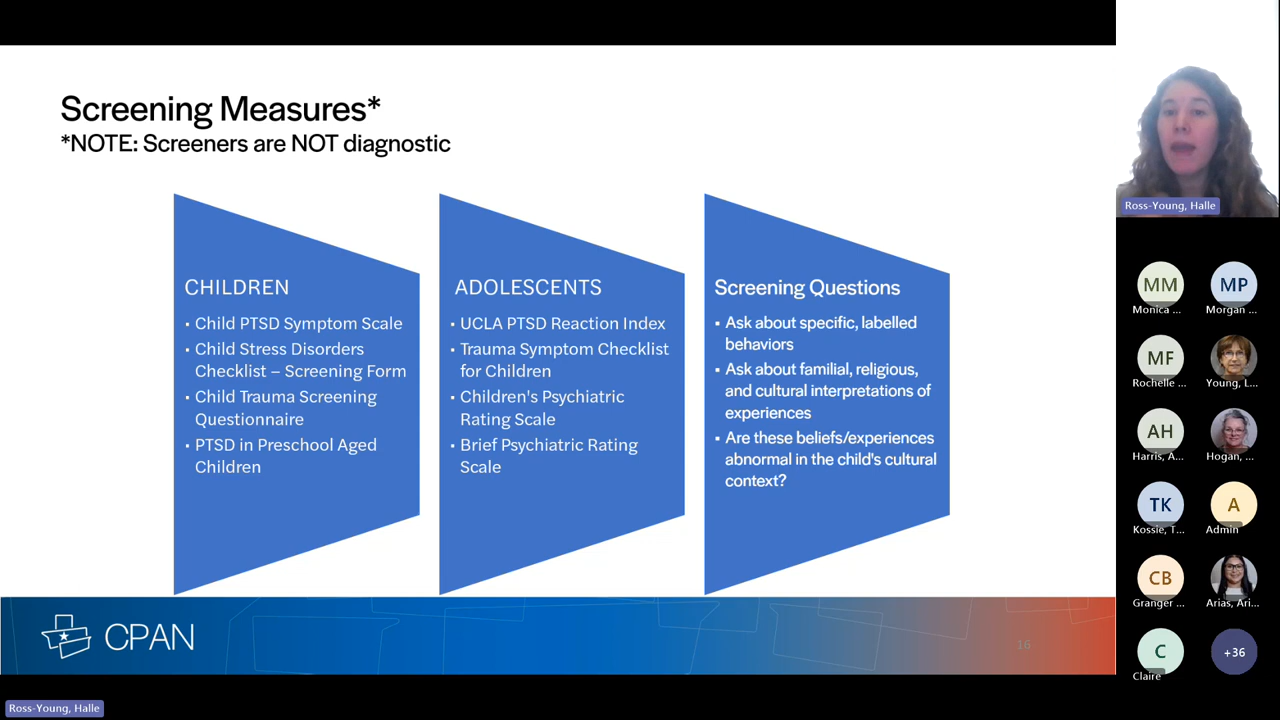 Screening Measures*
*NOTE: Screeners are NOT diagnostic
CHILDREN
▪ Child PTSD Symptom Scale
▪ Child Stress Disorders
Checklist – Screening Form
▪ Child Trauma Screening
Questionnaire
▪ PTSD in Preschool Aged
Children
ADOLESCENTS
▪ UCLA PTSD Reaction Index
▪ Trauma Symptom Checklist
for Children
▪ Children's Psychiatric
Rating Scale
▪ Brief Psychiatric Rating
Scale
Screening Questions
▪ Ask about specific, labelled
behaviors
▪ Ask about familial, religious,
and cultural interpretations of
experiences
▪ Are these beliefs/experiences
abnormal in the child's cultural
context?
CPAN
16
Ross-Young, Halle
Ross-Young, Halle
MM
Monica ...
MP
Morgan ...
MF
Rochelle ...
Young, L...
AH
Harris, A...
Hogan, ...
TK
Kossie, T...
A
Admin
CB
Granger ...
Arias, Ari...
C
Claire
+36